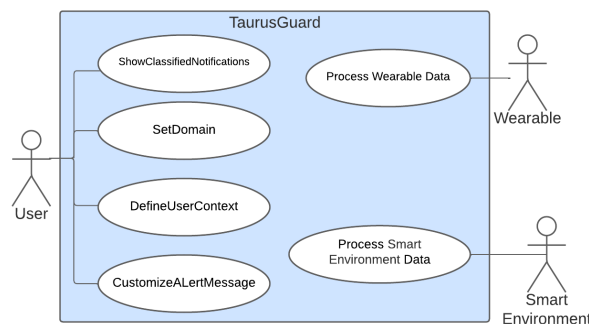 TaurusGuard
ShowClassifiedNotifications
Process Wearable Data
Wearable
SetDomain
User
DefineUserContext
Process Smart
Environment Data
CustomizeALertMessage
Smart
Environment